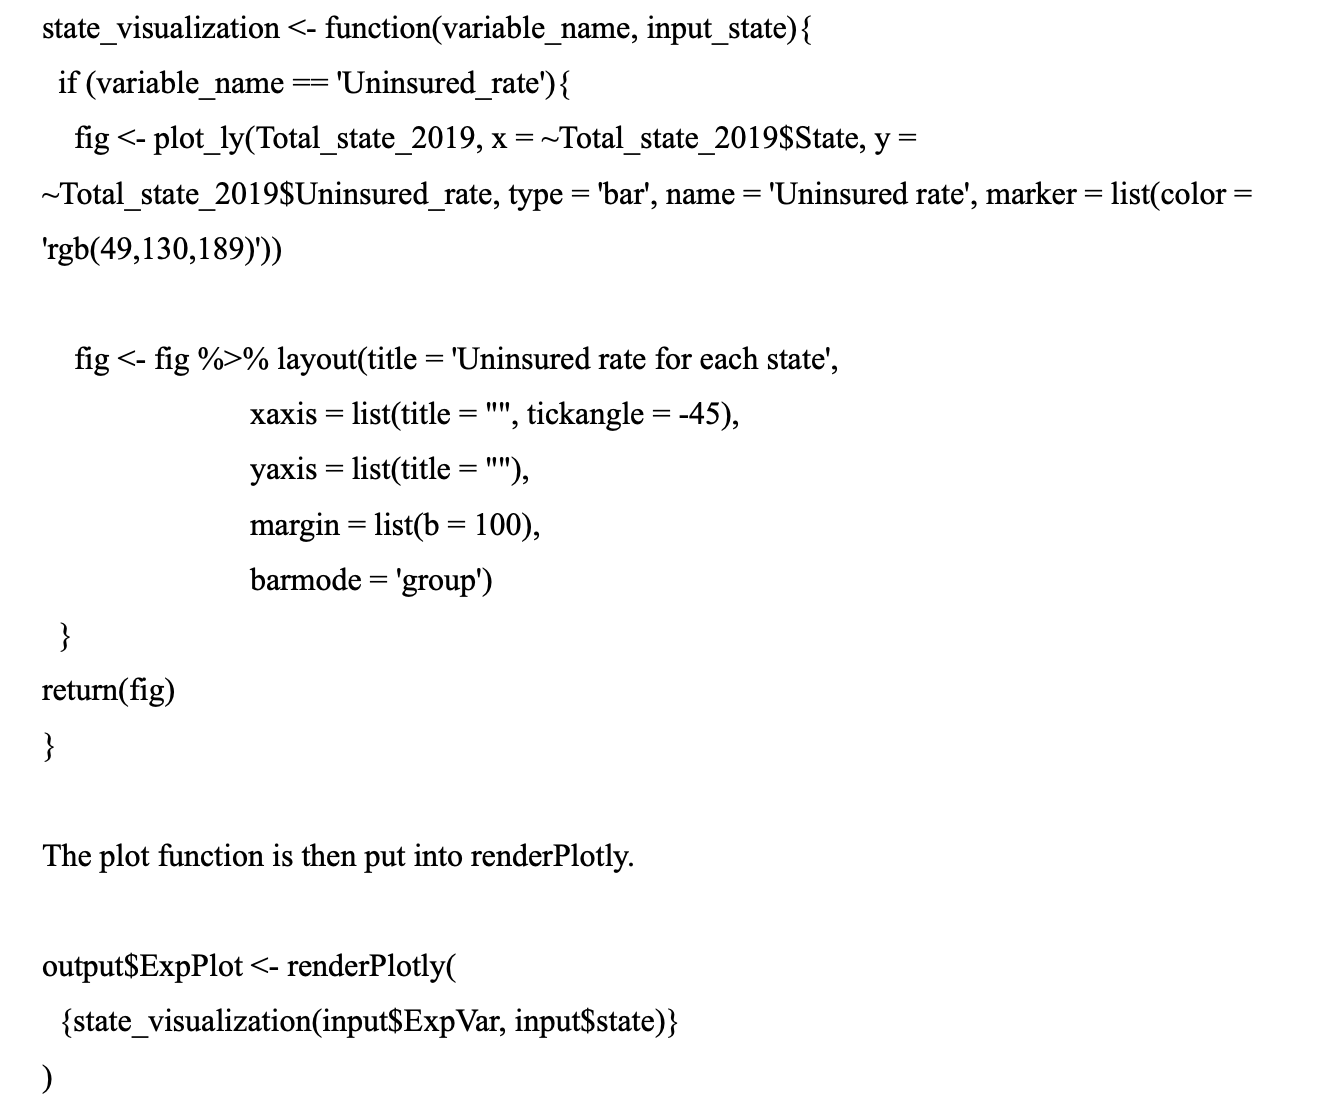 state_visualization <- function(variable_name, input_state){
if (variable_name == 'Uninsured_rate'){
fig <- plot_ly(Total_state_2019, x = ~Total_state_2019$State, y =
~Total_state_2019$Uninsured_rate, type = 'bar', name = 'Uninsured rate', marker = list(color =
'rgb(49,130,189)'))
fig <- fig %>% layout(title = 'Uninsured rate for each state',
xaxis = list(title = "", tickangle = -45),
yaxis = list(title = ""),
margin = list(b = 100),
barmode = 'group')
}
return(fig)
}
The plot function is then put into renderPlotly.
output$ExpPlot <- renderPlotly(
{state_visualization(input$ExpVar, input$state)}
)